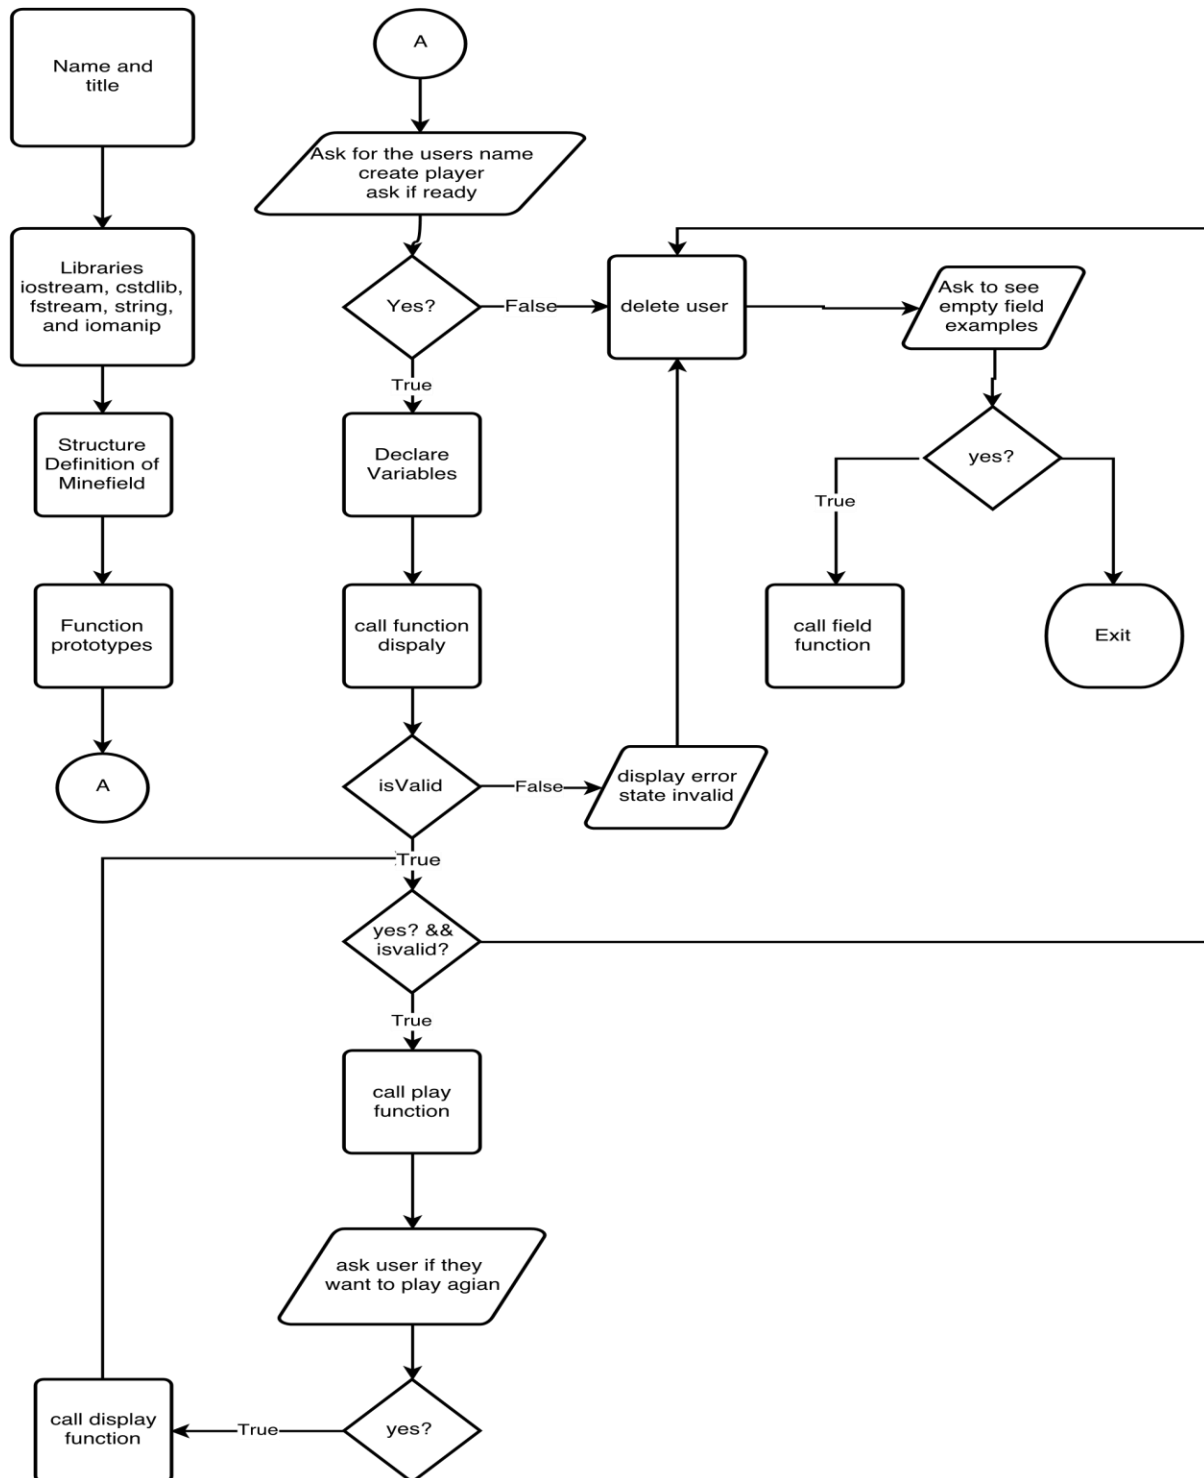 Name and
title
Libraries
iostream, cstdlib,
fstream, string,
and iomanip
Structure
Definition of
Minefield
Function
prototypes
A
A
Ask for the users name
create player
ask if ready
Yes?
False
True
delete user
Ask to see
empty field
examples
yes?
True
call field
function
Exit
Declare
Variables
call function
dispaly
isValid
False
display error
state invalid
True
yes? &&
isvalid?
True
call play
function
ask user if they
want to play agian
yes?
True
call display
function